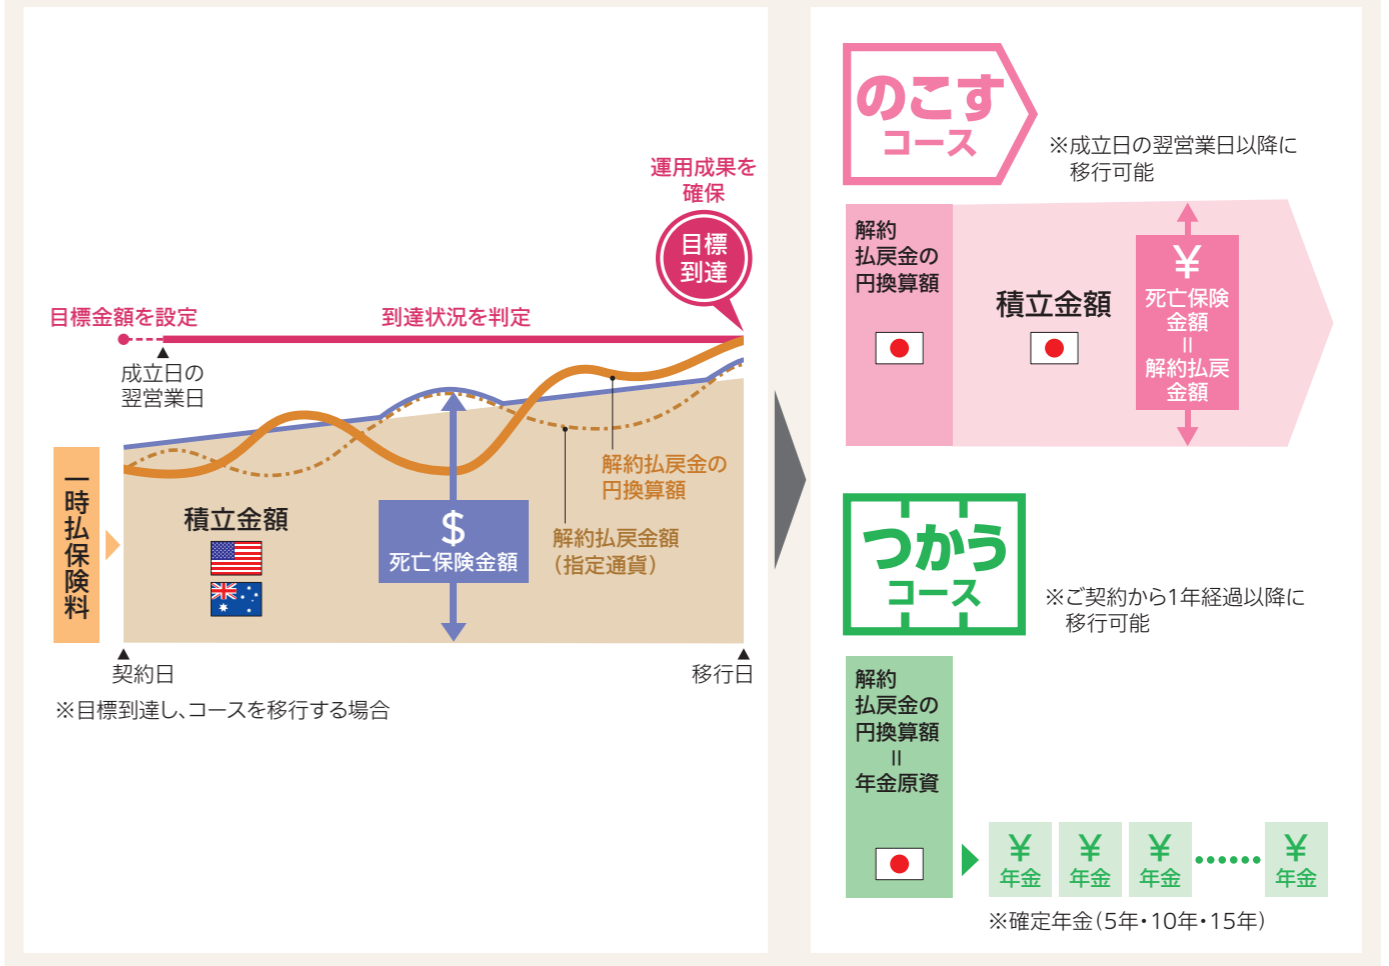 運用成果を
確保
目標
到達
目標金額を設定
到達状況を判定
成立日の
翌営業日
一時払保険料
積立金額
$
死亡保険金額
解約払戻金の
円換算額
解約払戻金額
（指定通貨）
契約日
移行日
※目標到達し、コースを移行する場合
のこす
コース
※成立日の翌営業日以降に
移行可能
解約
払戻金の
円換算額
積立金額
¥
死亡保険
金額
＝
解約払戻
金額
つかう
コース
※ご契約から1年経過以降に
移行可能
解約
払戻金の
円換算額
＝
年金原資
¥
年金
¥
年金
¥
年金
¥
年金
※確定年金（5年・10年・15年）